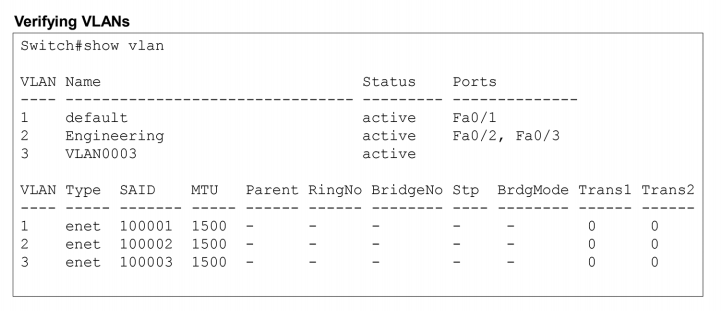 Verifying VLANs
Switch#show vlan
VLAN Name                             Status    Ports
---- -------------------------------- --------- --------------
1    default                          active    Fa0/1
2    Engineering                      active    Fa0/2, Fa0/3
3    VLAN0003                         active
VLAN Type  SAID    MTU   Parent RingNo BridgeNo Stp  BrdgMode Trans1 Trans2
---- ----- ------- ----- ------ ------ -------- ---- -------- ------ ------
1    enet  100001  1500  -      -      -        -    -        0      0
2    enet  100002  1500  -      -      -        -    -        0      0
3    enet  100003  1500  -      -      -        -    -        0      0